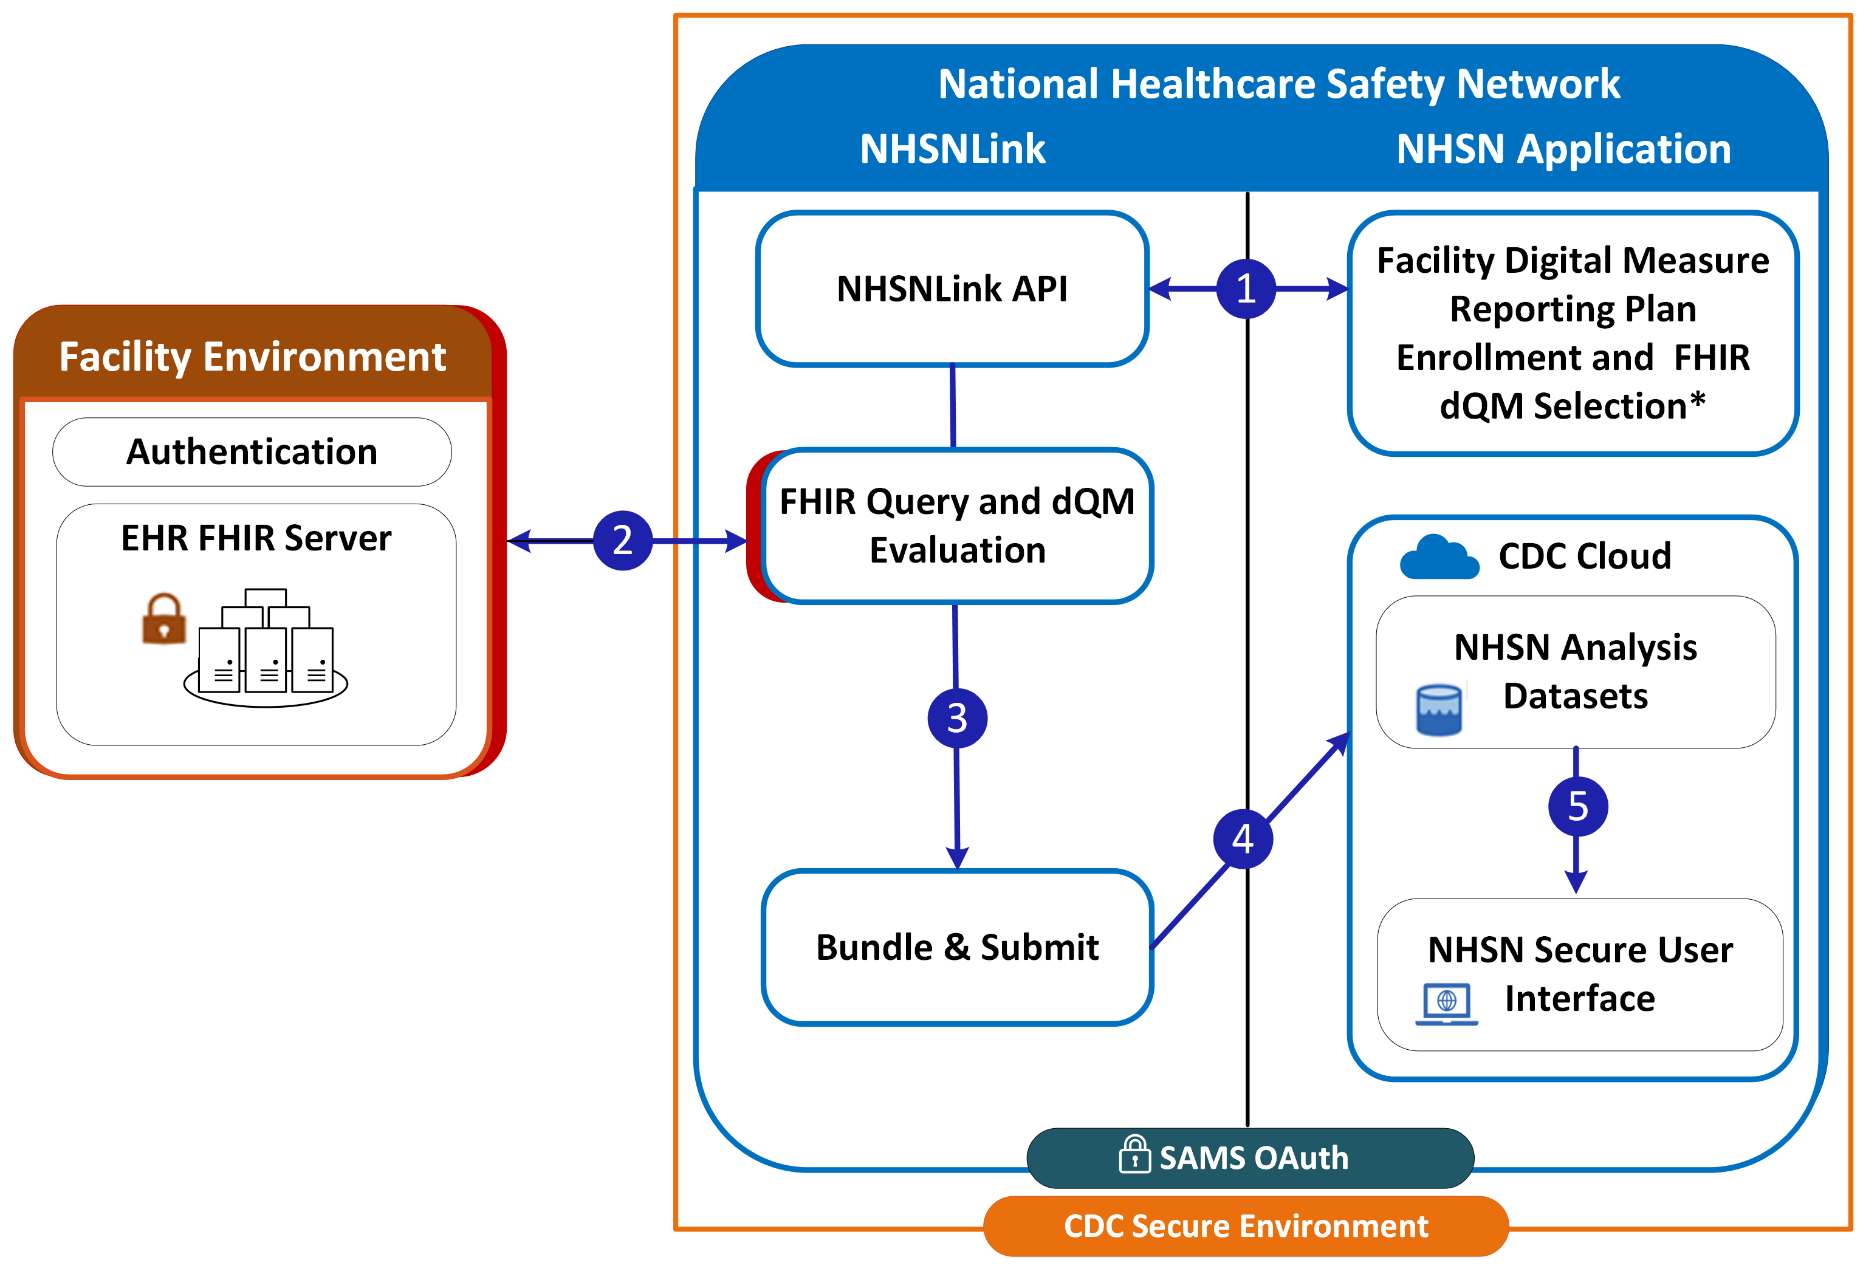 National Healthcare Safety Network
NHSNLink
NHSN Application
NHSNLink API
1
Facility Digital Measure
Reporting Plan
Enrollment and FHIR
dQM Selection*
Facility Environment
Authentication
EHR FHIR Server
2
FHIR Query and dQM
Evaluation
3
Bundle & Submit
4
CDC Cloud
NHSN Analysis
Datasets
5
NHSN Secure User
Interface
SAMS OAuth
CDC Secure Environment